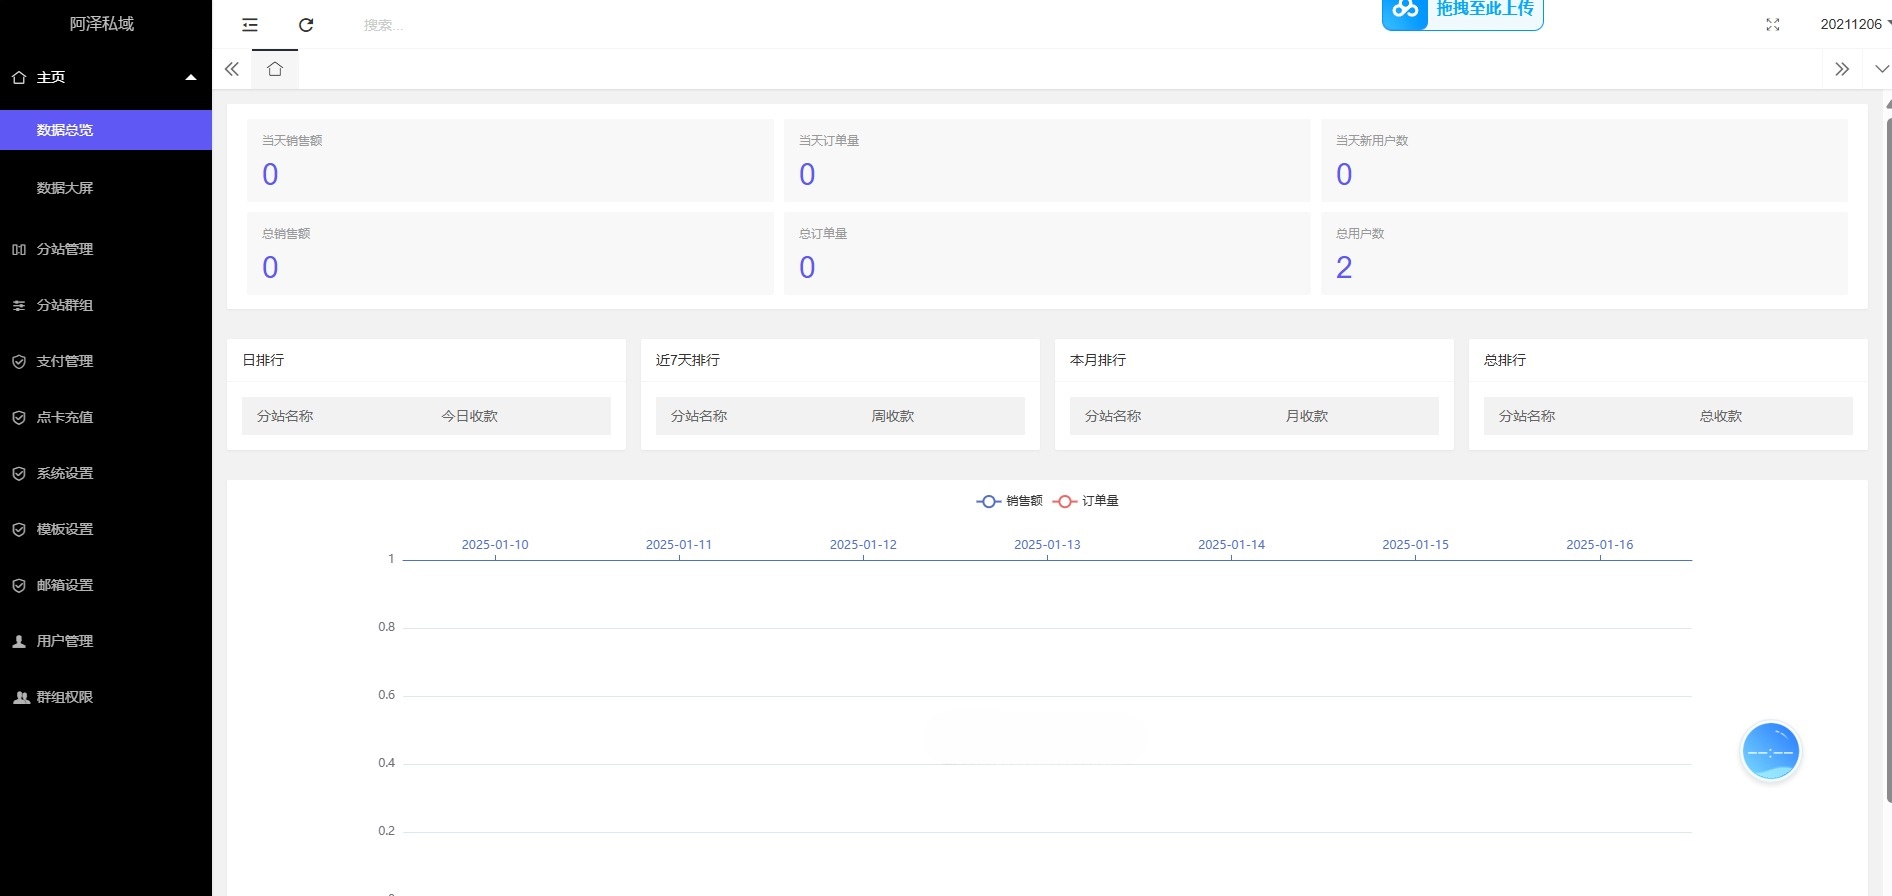 阿泽私域
搜索...
拖拽至此上传
20211206
主页
数据总览
数据大屏
分站管理
分站群组
支付管理
点卡充值
系统设置
模板设置
邮箱设置
用户管理
群组权限
当天销售额
0
当天订单量
0
当天新用户数
0
总销售额
0
总订单量
0
总用户数
2
日排行
分站名称 今日收款
近7天排行
分站名称 周收款
本月排行
分站名称 月收款
总排行
分站名称 总收款
销售额 订单量
2025-01-10 2025-01-11 2025-01-12 2025-01-13 2025-01-14 2025-01-15 2025-01-16
1
0.8
0.6
0.4
0.2
--:--